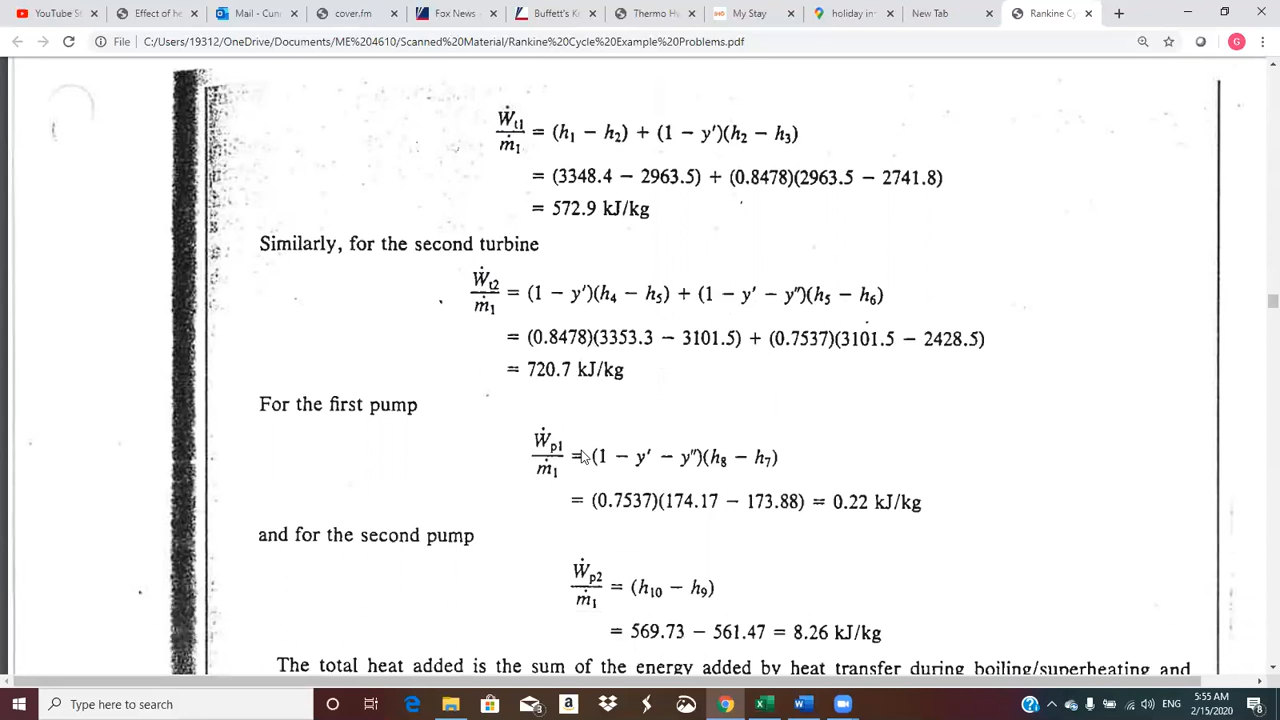 Your St
Effect of
Mail - Cun
cover.fm
FoxNews
Buffett's K
Thermo H
My Stay
holiday in
New Tab
Rankine C
File | C:/Users/19312/OneDrive/Documents/ME%204610/Scanned%20Material/Rankine%20Cycle%20Example%20Problems.pdf
G
Ẇt1/ṁ1 = (h1 − h2) + (1 − y′)(h2 − h3)
= (3348.4 − 2963.5) + (0.8478)(2963.5 − 2741.8)
= 572.9 kJ/kg
Similarly, for the second turbine
Ẇt2/ṁ1 = (1 − y′)(h4 − h5) + (1 − y′ − y″)(h5 − h6)
= (0.8478)(3353.3 − 3101.5) + (0.7537)(3101.5 − 2428.5)
= 720.7 kJ/kg
For the first pump
Ẇp1/ṁ1 = (1 − y′ − y″)(h8 − h7)
= (0.7537)(174.17 − 173.88) = 0.22 kJ/kg
and for the second pump
Ẇp2/ṁ1 = (h10 − h9)
= 569.73 − 561.47 = 8.26 kJ/kg
The total heat added is the sum of the energy added by heat transfer during boiling/superheating and
Type here to search
5:55 AM
2/15/2020